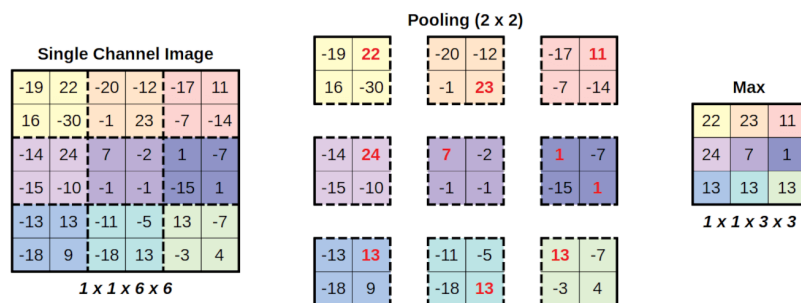 Pooling (2 x 2)
Single Channel Image
Max
-19 22 -20 -12 -17 11
16 -30 -1 23 -7 -14
-14 24 7 -2 1 -7
-15 -10 -1 -1 -15 1
-13 13 -11 -5 13 -7
-18 9 -18 13 -3 4
1 x 1 x 6 x 6
-19 22 -20 -12 -17 11
16 -30 -1 23 -7 -14
-14 24 7 -2 1 -7
-15 -10 -1 -1 -15 1
-13 13 -11 -5 13 -7
-18 9 -18 13 -3 4
22 23 11
24 7 1
13 13 13
1 x 1 x 3 x 3